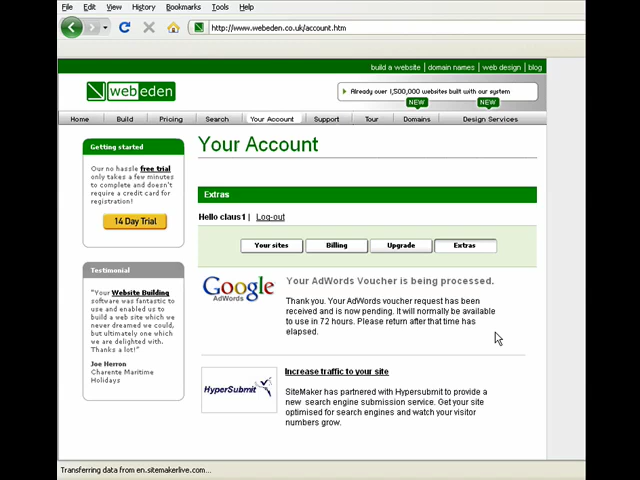 File Edit View History Bookmarks Tools Help
http://www.webeden.co.uk/account.htm
build a website | domain names | web design | blog
webeden
Already over 1,500,000 websites built with our system
NEW NEW
Home Build Pricing Search Your Account Support Tour Domains Design Services
Getting started
Our no hassle free trial
only takes a few minutes
to complete and doesn't
require a credit card for
registration!
14 Day Trial
Testimonial
"Your Website Building
software was fantastic to
use and enabled us to
build a web site which
we never dreamed we could,
but ultimately one which
we are delighted with.
Thanks a lot!"
Joe Herron
Charente Maritime
Holidays
Your Account
Extras
Hello claus1 | Log-out
Your sites Billing Upgrade Extras
Google
AdWords
Your AdWords Voucher is being processed.
Thank you. Your AdWords voucher request has been
received and is now pending. It will normally be available
to use in 72 hours. Please return after that time has
elapsed.
HyperSubmit
Increase traffic to your site
SiteMaker has partnered with Hypersubmit to provide a
new search engine submission service. Get your site
optimised for search engines and watch your visitor
numbers grow.
Transferring data from en.sitemakerlive.com...